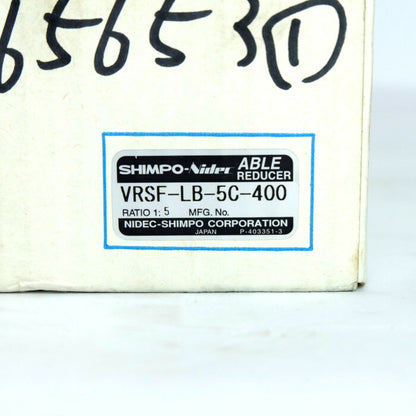 65653①
SHIMPO-Nidec ABLE REDUCER
VRSF-LB-5C-400
RATIO 1: 5 MFG. No.
NIDEC-SHIMPO CORPORATION
JAPAN P-403351-3